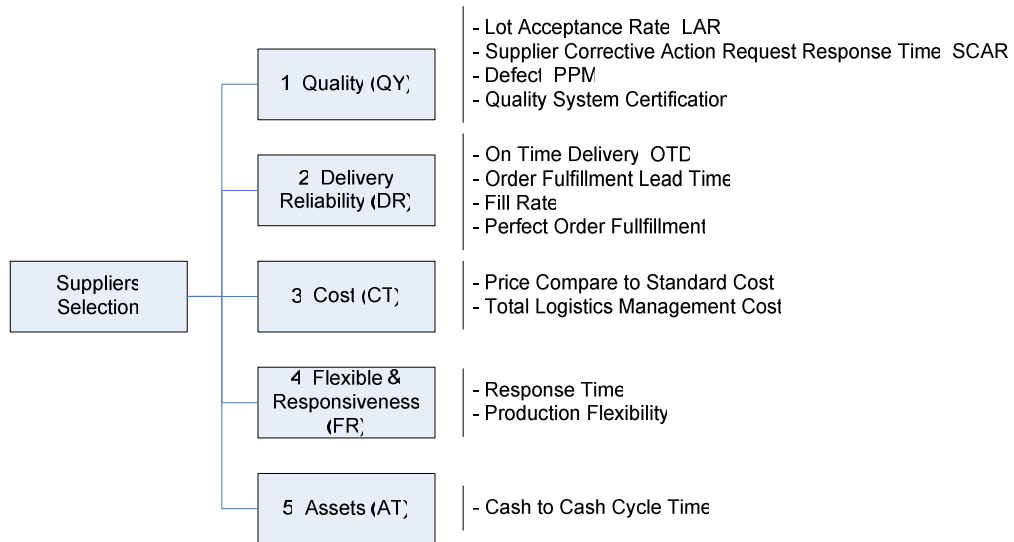 Suppliers
Selection
1 Quality (QY)
- Lot Acceptance Rate LAR
- Supplier Corrective Action Request Response Time SCAR
- Defect PPM
- Quality System Certification
2 Delivery
Reliability (DR)
- On Time Delivery OTD
- Order Fulfillment Lead Time
- Fill Rate
- Perfect Order Fullfillment
3 Cost (CT)
- Price Compare to Standard Cost
- Total Logistics Management Cost
4 Flexible &
Responsiveness
(FR)
- Response Time
- Production Flexibility
5 Assets (AT)
- Cash to Cash Cycle Time